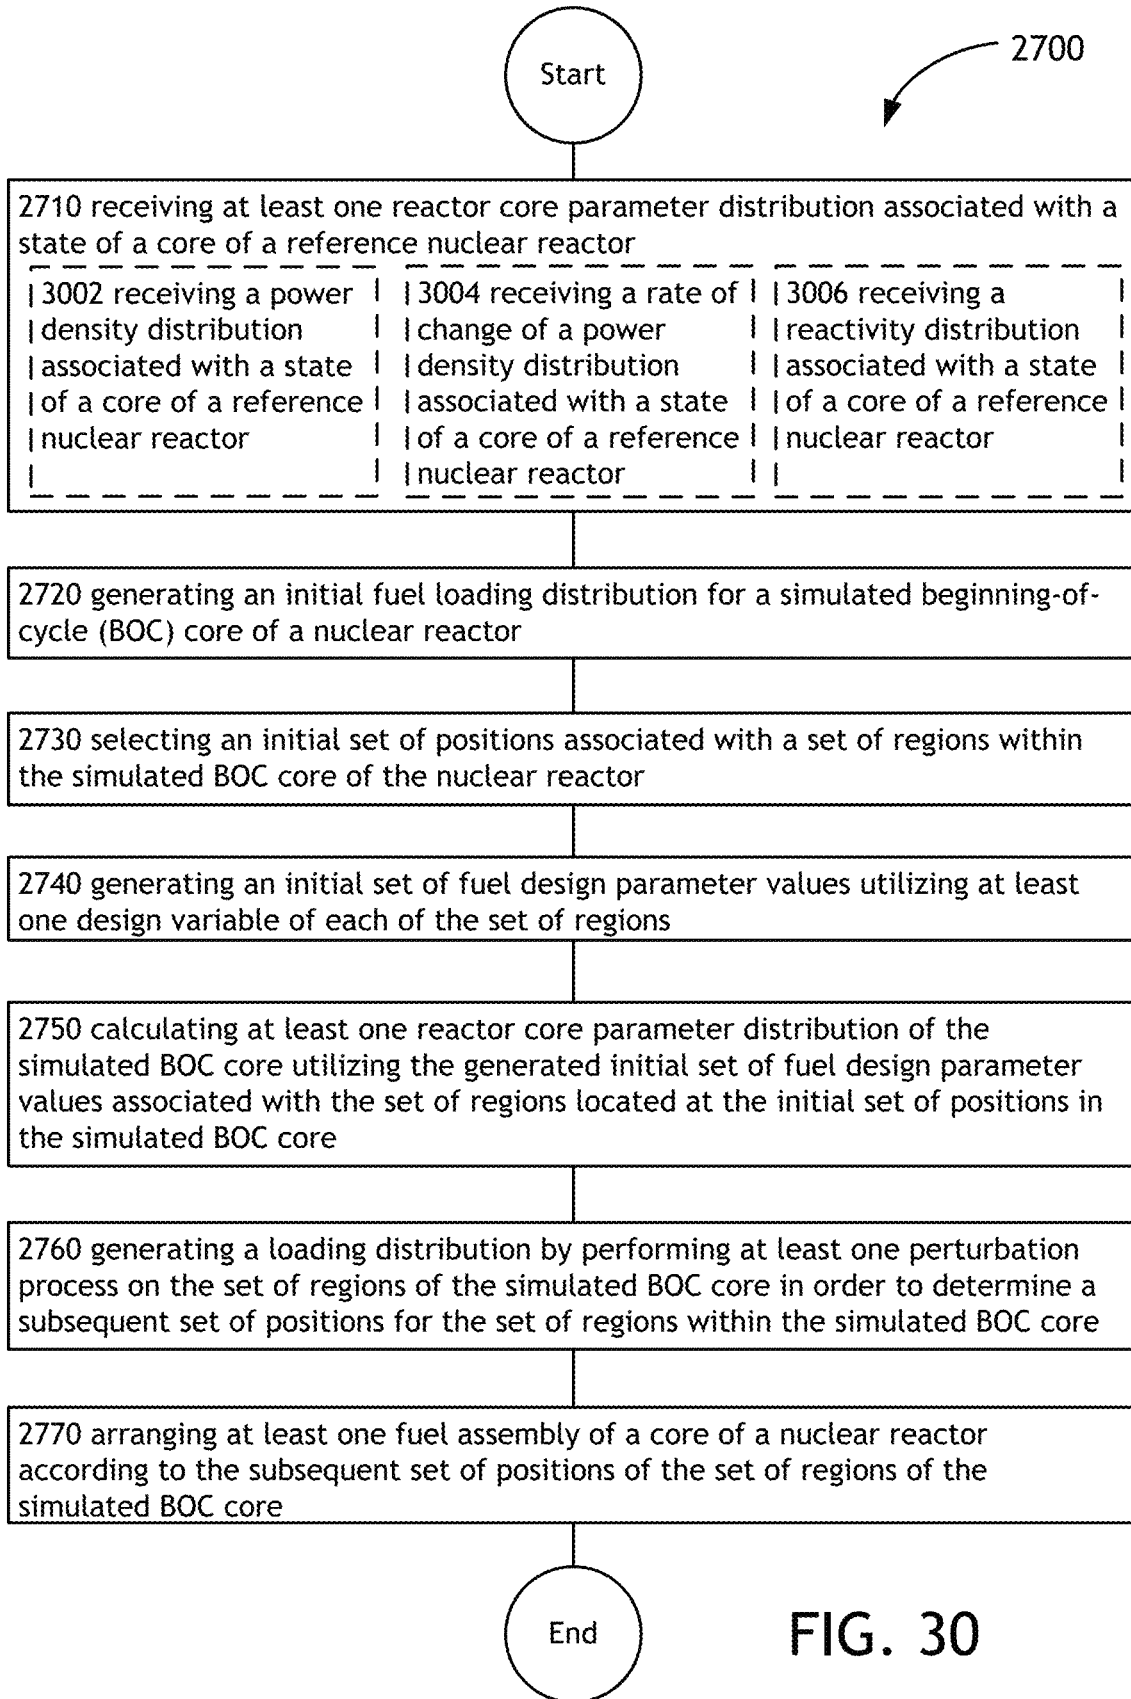 Start
2700
2710 receiving at least one reactor core parameter distribution associated with a
state of a core of a reference nuclear reactor
3002 receiving a power
density distribution
associated with a state
of a core of a reference
nuclear reactor
3004 receiving a rate of
change of a power
density distribution
associated with a state
of a core of a reference
nuclear reactor
3006 receiving a
reactivity distribution
associated with a state
of a core of a reference
nuclear reactor
2720 generating an initial fuel loading distribution for a simulated beginning-of-
cycle (BOC) core of a nuclear reactor
2730 selecting an initial set of positions associated with a set of regions within
the simulated BOC core of the nuclear reactor
2740 generating an initial set of fuel design parameter values utilizing at least
one design variable of each of the set of regions
2750 calculating at least one reactor core parameter distribution of the
simulated BOC core utilizing the generated initial set of fuel design parameter
values associated with the set of regions located at the initial set of positions in
the simulated BOC core
2760 generating a loading distribution by performing at least one perturbation
process on the set of regions of the simulated BOC core in order to determine a
subsequent set of positions for the set of regions within the simulated BOC core
2770 arranging at least one fuel assembly of a core of a nuclear reactor
according to the subsequent set of positions of the set of regions of the
simulated BOC core
End
FIG. 30